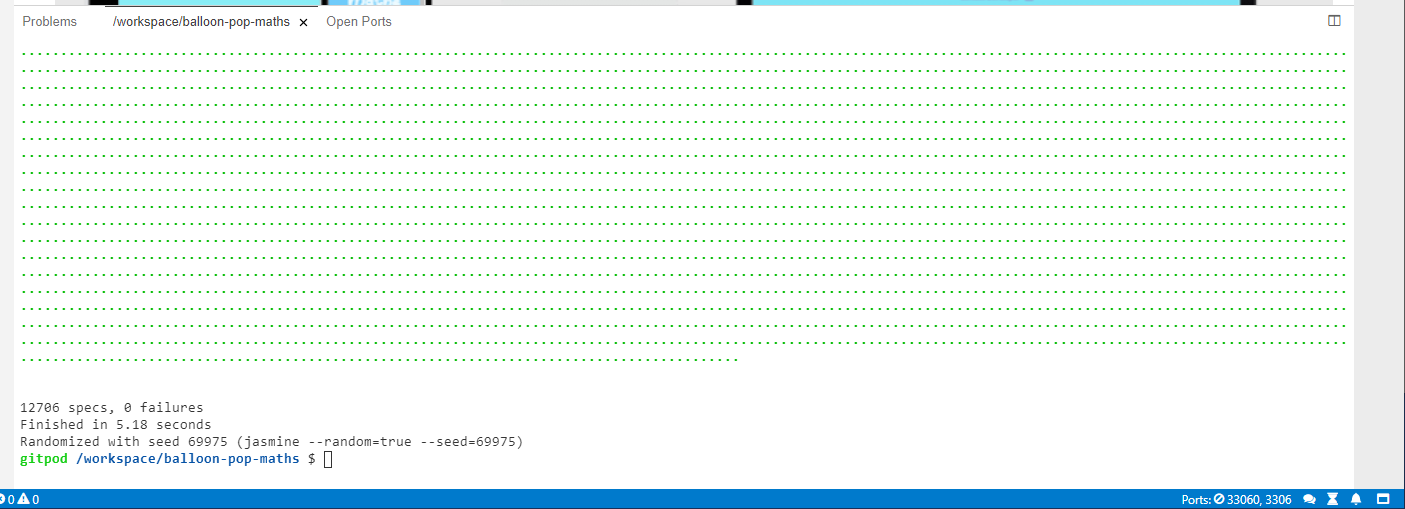 Problems /workspace/balloon-pop-maths × Open Ports
12706 specs, 0 failures
Finished in 5.18 seconds
Randomized with seed 69975 (jasmine --random=true --seed=69975)
gitpod /workspace/balloon-pop-maths $
0 0 Ports: 33060, 3306